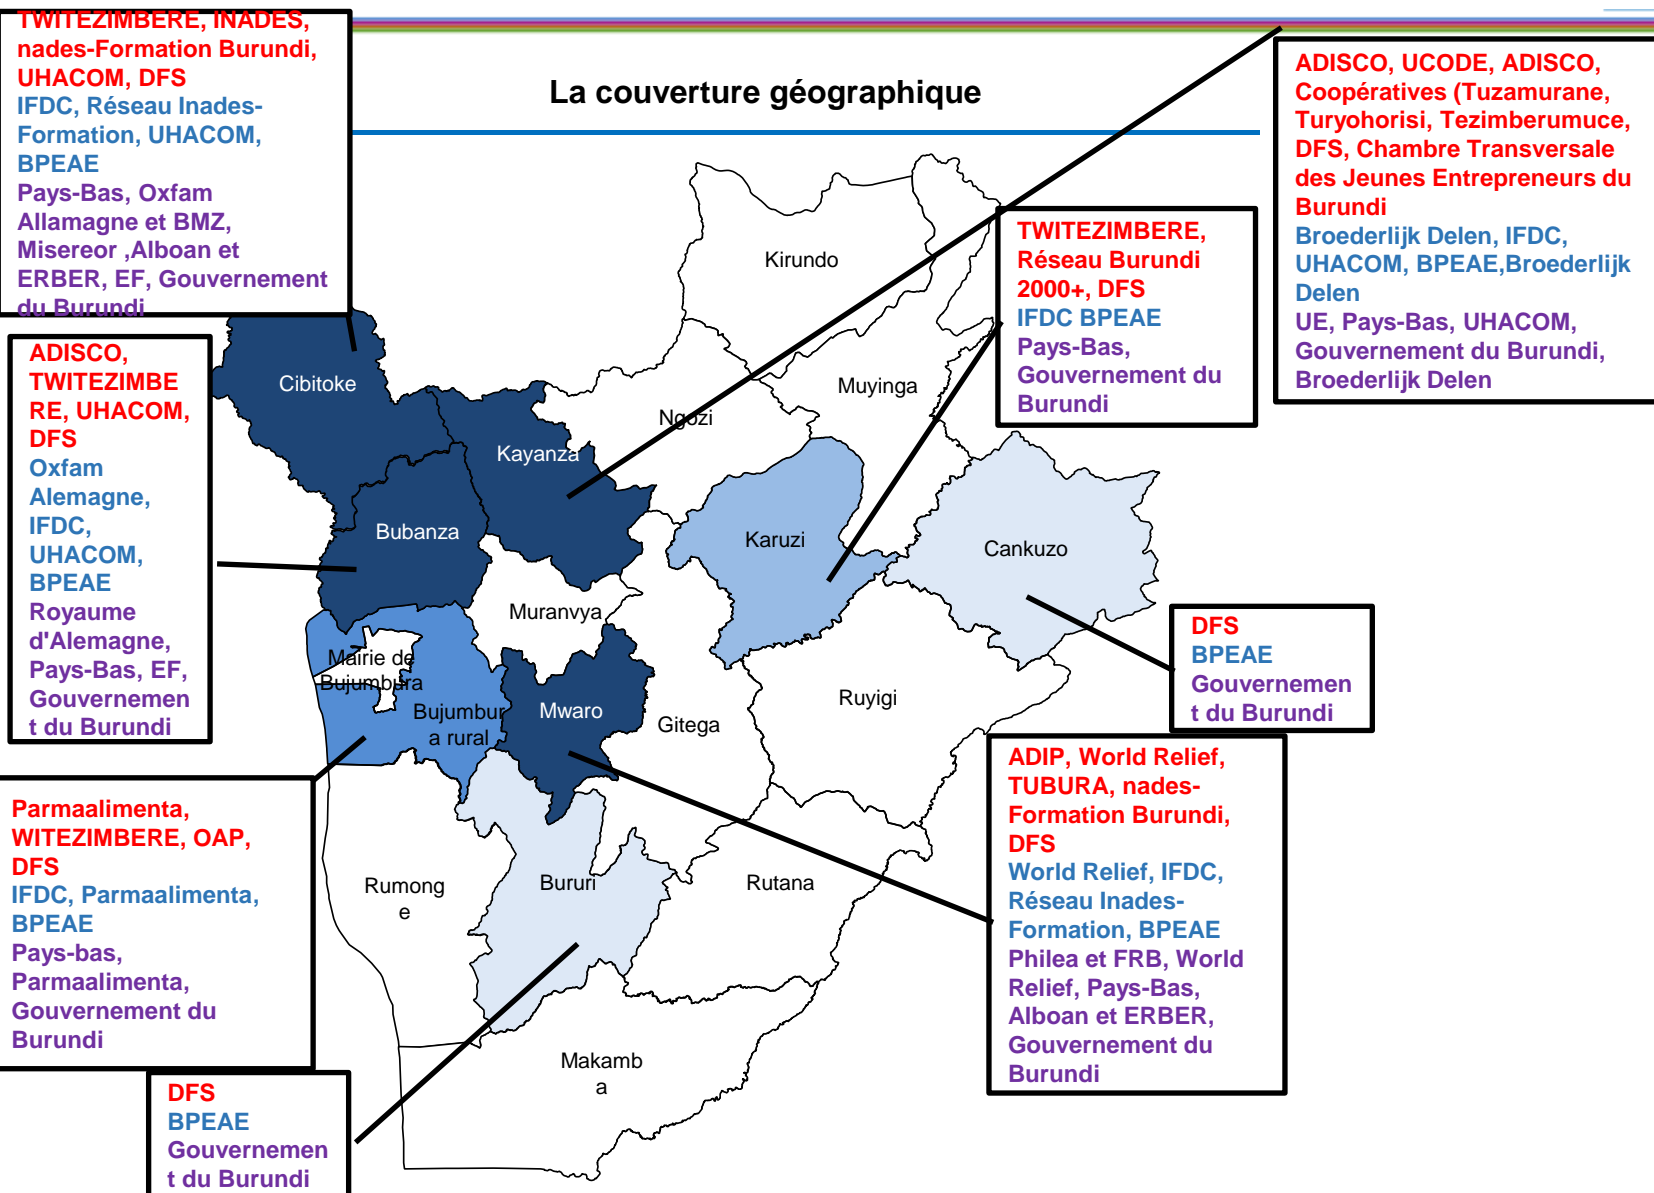 La couverture géographique
TWITEZIMBERE, INADES,
nades-Formation Burundi,
UHACOM, DFS
IFDC, Réseau Inades-
Formation, UHACOM,
BPEAE
Pays-Bas, Oxfam
Allamagne et BMZ,
Misereor ,Alboan et
ERBER, EF, Gouvernement
du Burundi
ADISCO, UCODE, ADISCO,
Coopératives (Tuzamurane,
Turyohorisi, Tezimberumuce,
DFS, Chambre Transversale
des Jeunes Entrepreneurs du
Burundi
Broederlijk Delen, IFDC,
UHACOM, BPEAE,Broederlijk
Delen
UE, Pays-Bas, UHACOM,
Gouvernement du Burundi,
Broederlijk Delen
TWITEZIMBERE,
Réseau Burundi
2000+, DFS
IFDC BPEAE
Pays-Bas,
Gouvernement du
Burundi
ADISCO,
TWITEZIMBE
RE, UHACOM,
DFS
Oxfam
Alemagne,
IFDC,
UHACOM,
BPEAE
Royaume
d'Alemagne,
Pays-Bas, EF,
Gouvernemen
t du Burundi
Kirundo
Cibitoke
Muyinga
Ngozi
Kayanza
Bubanza
Karuzi
Cankuzo
Muranvya
Mairie de
Bujumbura
Bujumbur
a rural
Mwaro
Gitega
Ruyigi
Rumong
e
Bururi
Rutana
Makamb
a
DFS
BPEAE
Gouvernemen
t du Burundi
Parmaalimenta,
WITEZIMBERE, OAP,
DFS
IFDC, Parmaalimenta,
BPEAE
Pays-bas,
Parmaalimenta,
Gouvernement du
Burundi
ADIP, World Relief,
TUBURA, nades-
Formation Burundi,
DFS
World Relief, IFDC,
Réseau Inades-
Formation, BPEAE
Philea et FRB, World
Relief, Pays-Bas,
Alboan et ERBER,
Gouvernement du
Burundi
DFS
BPEAE
Gouvernemen
t du Burundi